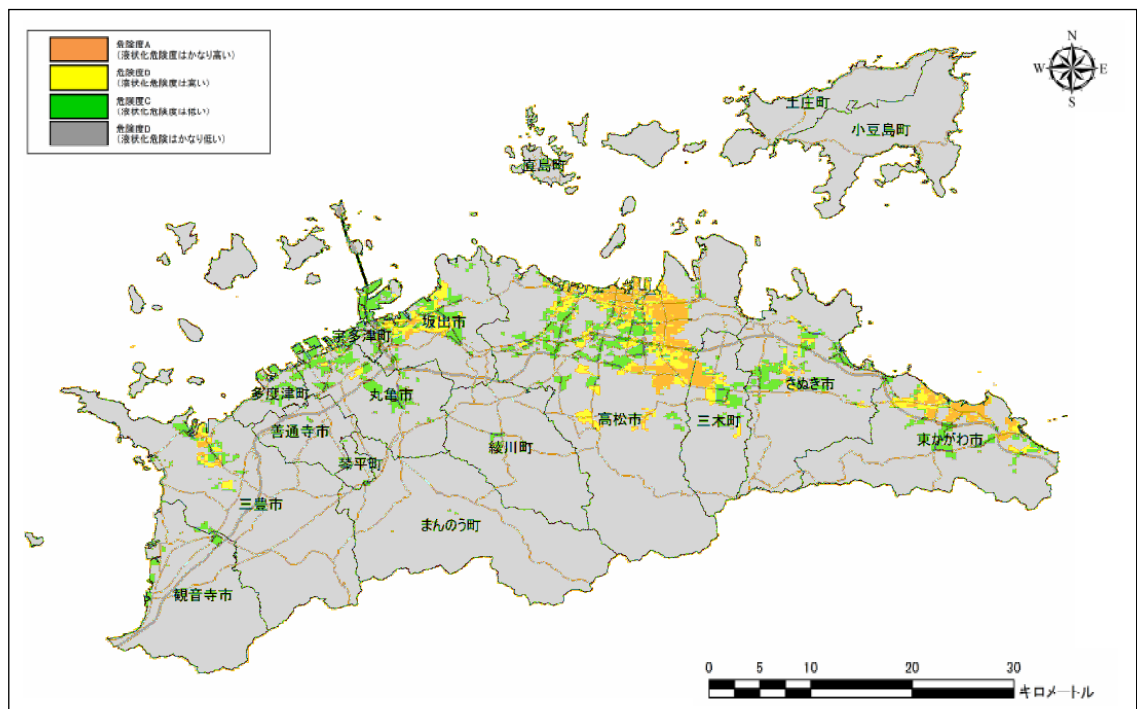 危険度A
(液状化危険度はかなり高い)
危険度B
(液状化危険度は高い)
危険度C
(液状化危険度は低い)
危険度D
(液状化危険はかなり低い)
N
W
E
S
土庄町
小豆島町
直島町
坂出市
宇多津町
多度津町
丸亀市
さぬき市
高松市
三木町
善通寺市
東かがわ市
綾川町
琴平町
三豊市
まんのう町
観音寺市
0
5
10
20
30
キロメートル